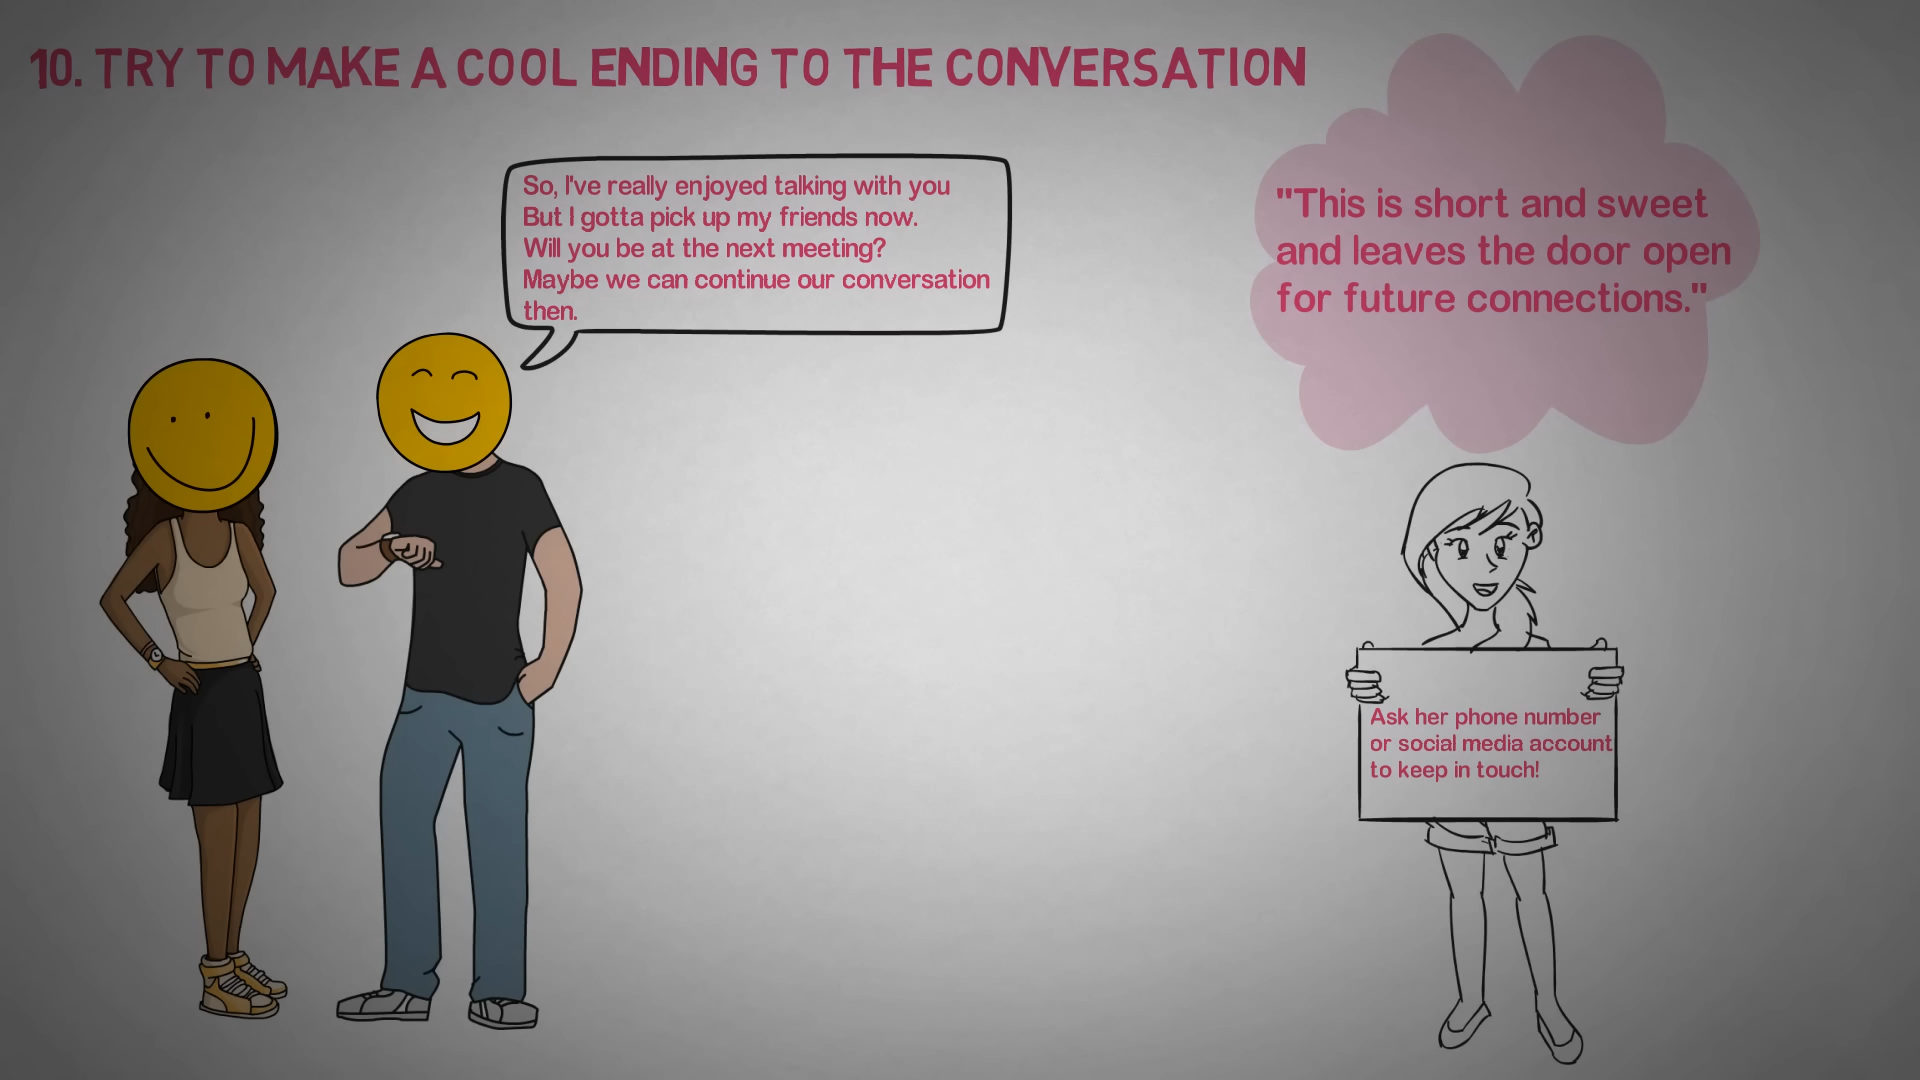 10. TRY TO MAKE A COOL ENDING TO THE CONVERSATION
So, I've really enjoyed talking with you
But I gotta pick up my friends now.
Will you be at the next meeting?
Maybe we can continue our conversation
then.
"This is short and sweet
and leaves the door open
for future connections."
Ask her phone number
or social media account
to keep in touch!